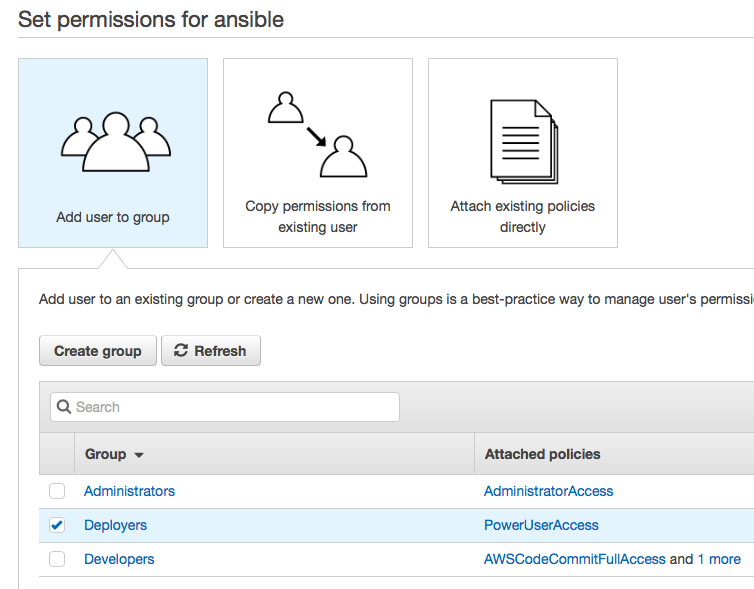 Set permissions for ansible
Add user to group
Copy permissions from
existing user
Attach existing policies
directly
Add user to an existing group or create a new one. Using groups is a best-practice way to manage user's
Create group
Refresh
Search
Group
Attached policies
Administrators
AdministratorAccess
Deployers
PowerUserAccess
Developers
AWSCodeCommitFullAccess and 1 more